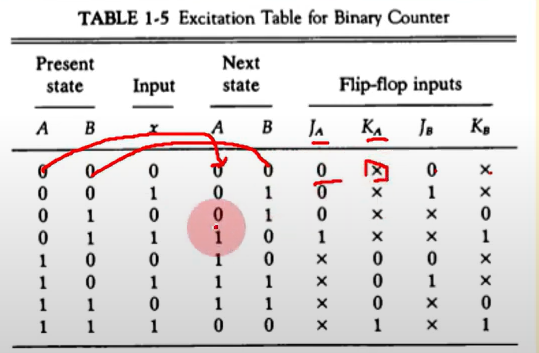 TABLE 1-5 Excitation Table for Binary Counter
Present state Input Next state Flip-flop inputs
A B x A B J_A K_A J_B K_B
0 0 0 0 0 0 × 0 ×
0 0 1 0 1 0 × 1 ×
0 1 0 0 1 0 × × 0
0 1 1 1 0 1 × × 1
1 0 0 1 0 × 0 0 ×
1 0 1 1 1 × 0 1 ×
1 1 0 1 1 × 0 × 0
1 1 1 0 0 × 1 × 1